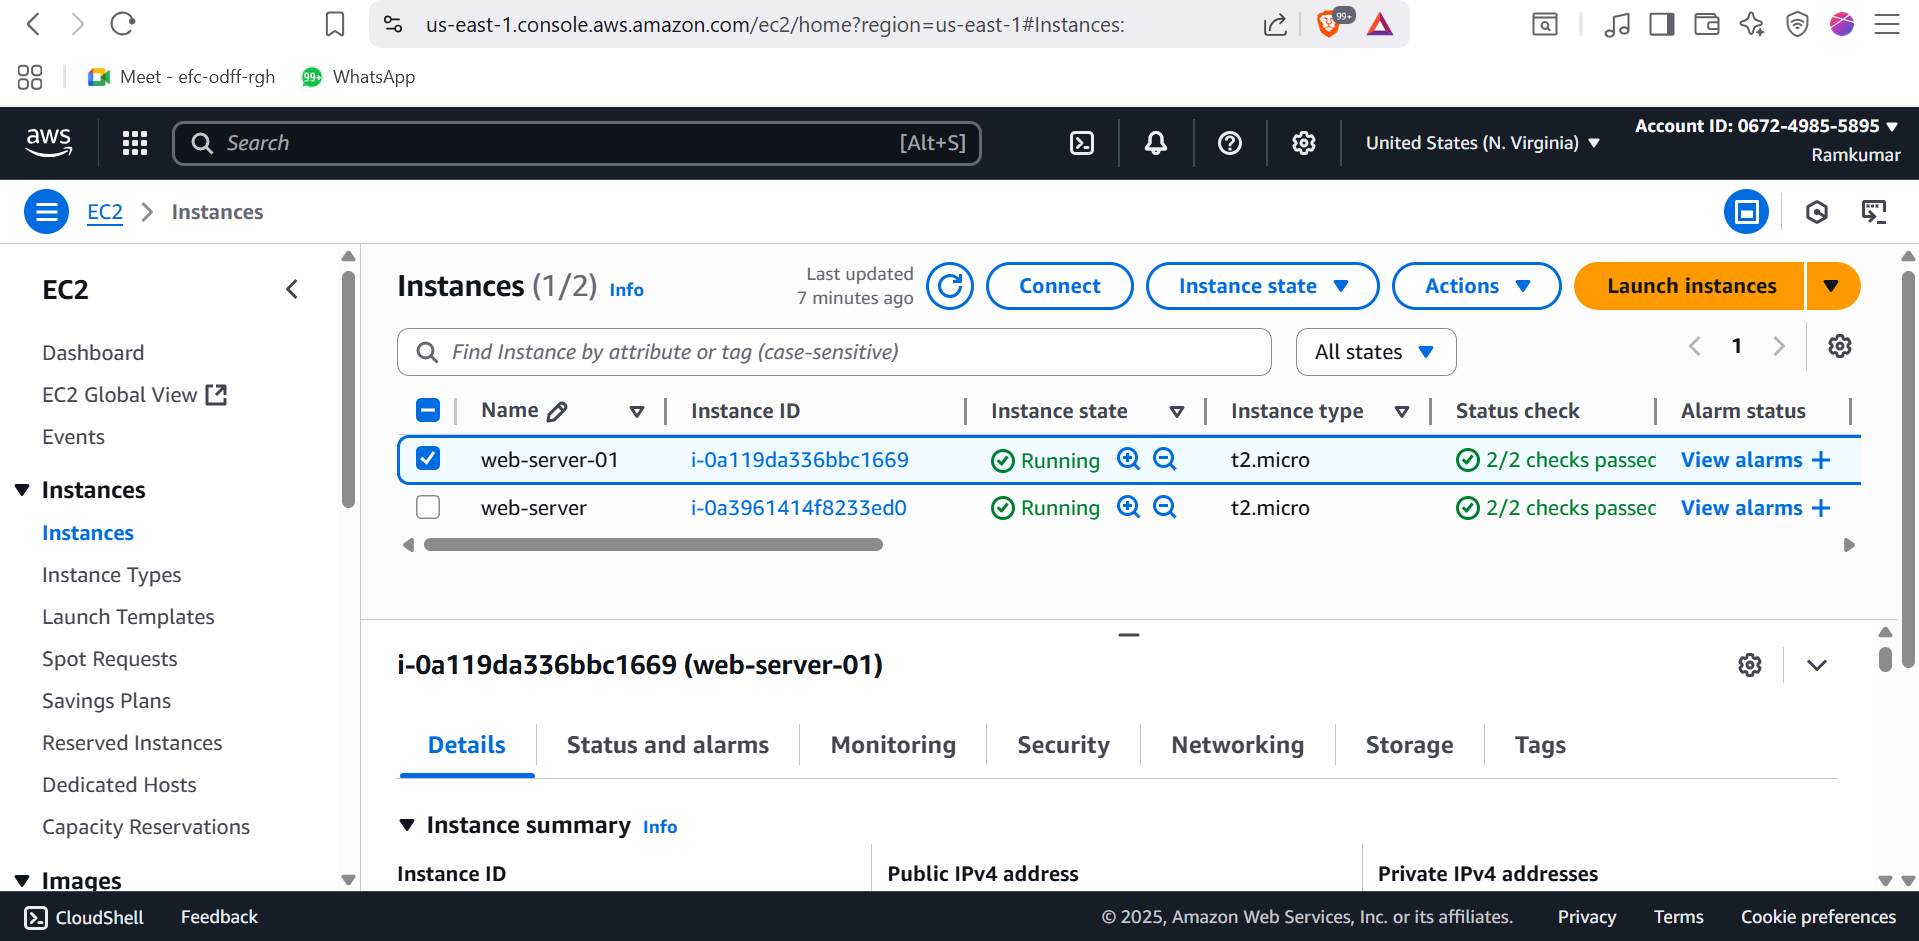 us-east-1.console.aws.amazon.com/ec2/home?region=us-east-1#Instances:
99+
Meet - efc-odff-rgh
99+ WhatsApp
aws
Search [Alt+S]
United States (N. Virginia)
Account ID: 0672-4985-5895
Ramkumar
EC2 Instances
EC2
Dashboard
EC2 Global View
Events
Instances
Instances
Instance Types
Launch Templates
Spot Requests
Savings Plans
Reserved Instances
Dedicated Hosts
Capacity Reservations
Images
Instances (1/2) Info
Last updated
7 minutes ago
Connect
Instance state
Actions
Launch instances
Find Instance by attribute or tag (case-sensitive)
All states
1
Name Instance ID Instance state Instance type Status check Alarm status
web-server-01 i-0a119da336bbc1669 Running t2.micro 2/2 checks passed View alarms +
web-server i-0a3961414f8233ed0 Running t2.micro 2/2 checks passed View alarms +
i-0a119da336bbc1669 (web-server-01)
Details Status and alarms Monitoring Security Networking Storage Tags
Instance summary Info
Instance ID Public IPv4 address Private IPv4 addresses
CloudShell Feedback © 2025, Amazon Web Services, Inc. or its affiliates. Privacy Terms Cookie preferences